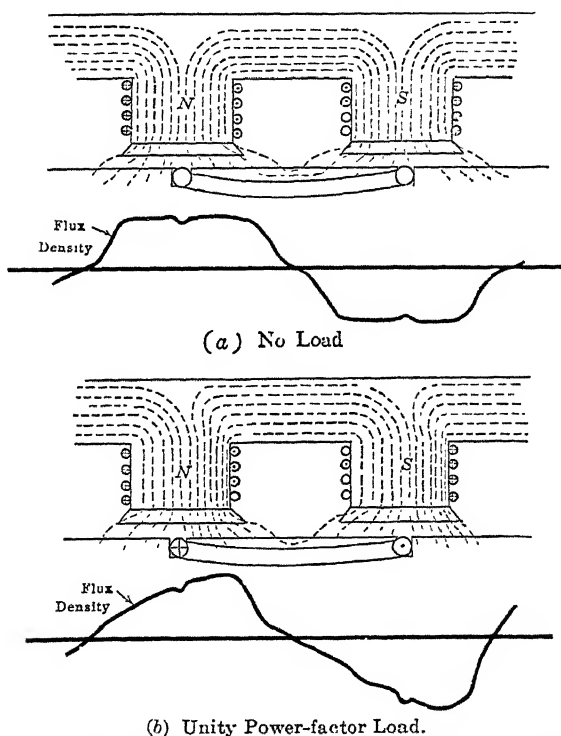 N
S
Flux
Density
(a) No Load
N
S
Flux
Density
(b) Unity Power-factor Load.